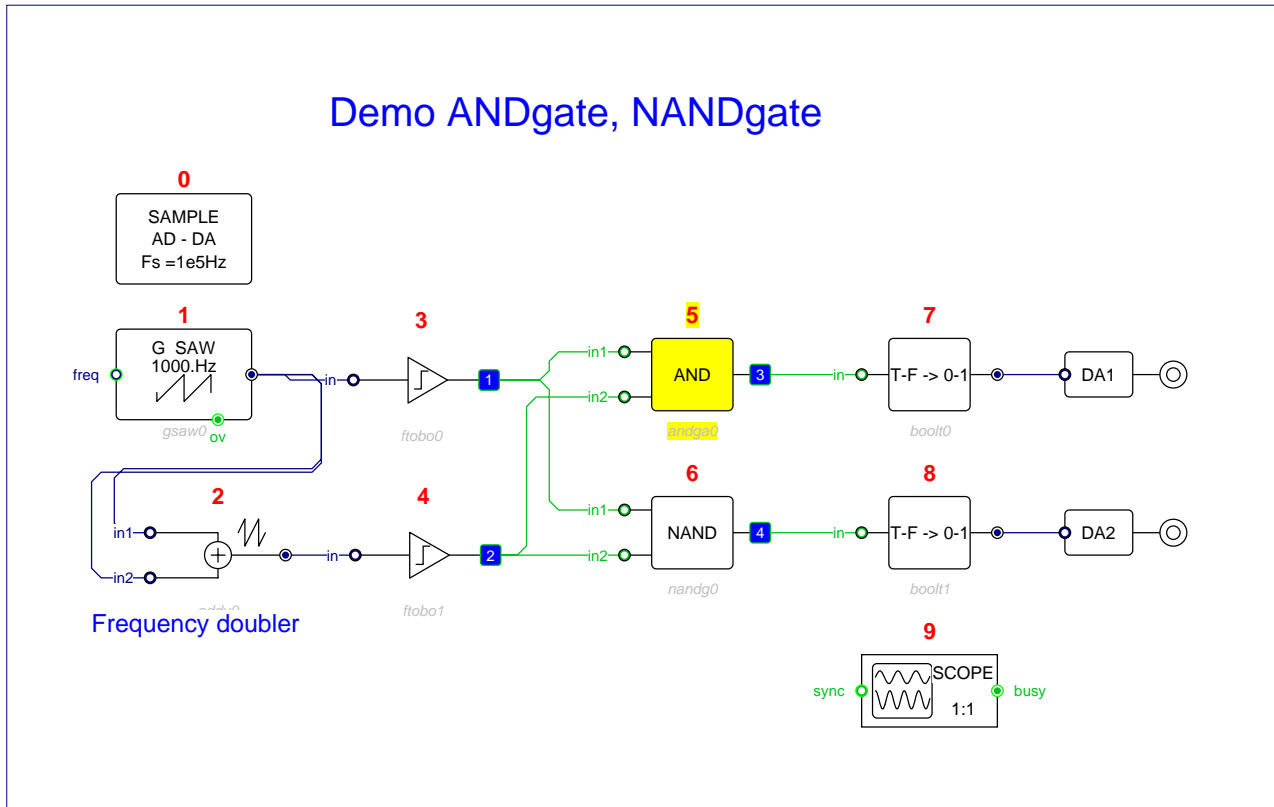 Demo ANDgate, NANDgate
0
SAMPLE
AD - DA
Fs =1e5Hz
1
G SAW
1000.Hz
freq
ov
gsaw0
3
in
1
ftobo0
5
in1
in2
AND
3
andga0
7
in
T-F -> 0-1
boolt0
DA1
2
in1
in2
Frequency doubler
4
in
2
ftobo1
6
in1
in2
NAND
4
nandg0
8
in
T-F -> 0-1
boolt1
DA2
9
sync
SCOPE
1:1
busy